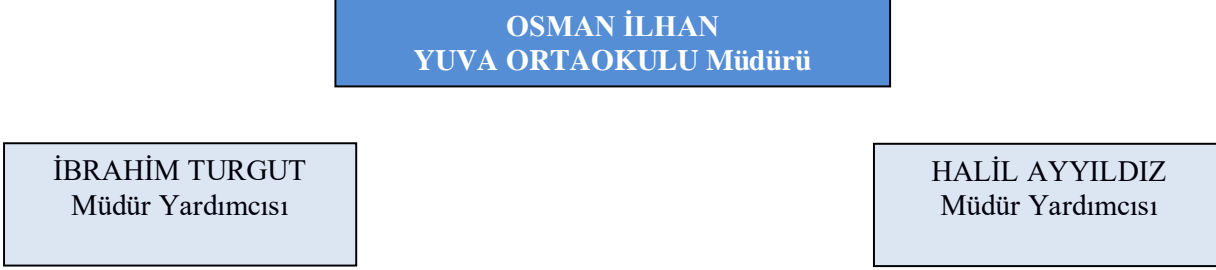 OSMAN İLHAN
YUVA ORTAOKULU Müdürü
İBRAHİM TURGUT
Müdür Yardımcısı
HALİL AYYILDIZ
Müdür Yardımcısı